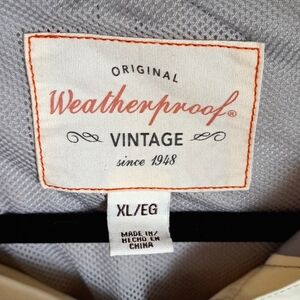 ORIGINAL
Weatherproof®
VINTAGE
since 1948
XL/EG
MADE IN/
HECHO EN
CHINA